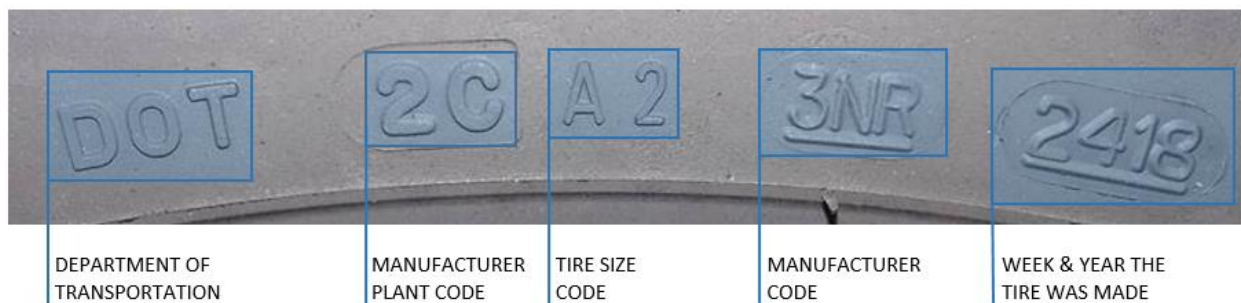 DOT 2C A2 3NR 2418
DEPARTMENT OF TRANSPORTATION
MANUFACTURER PLANT CODE
TIRE SIZE CODE
MANUFACTURER CODE
WEEK & YEAR THE TIRE WAS MADE